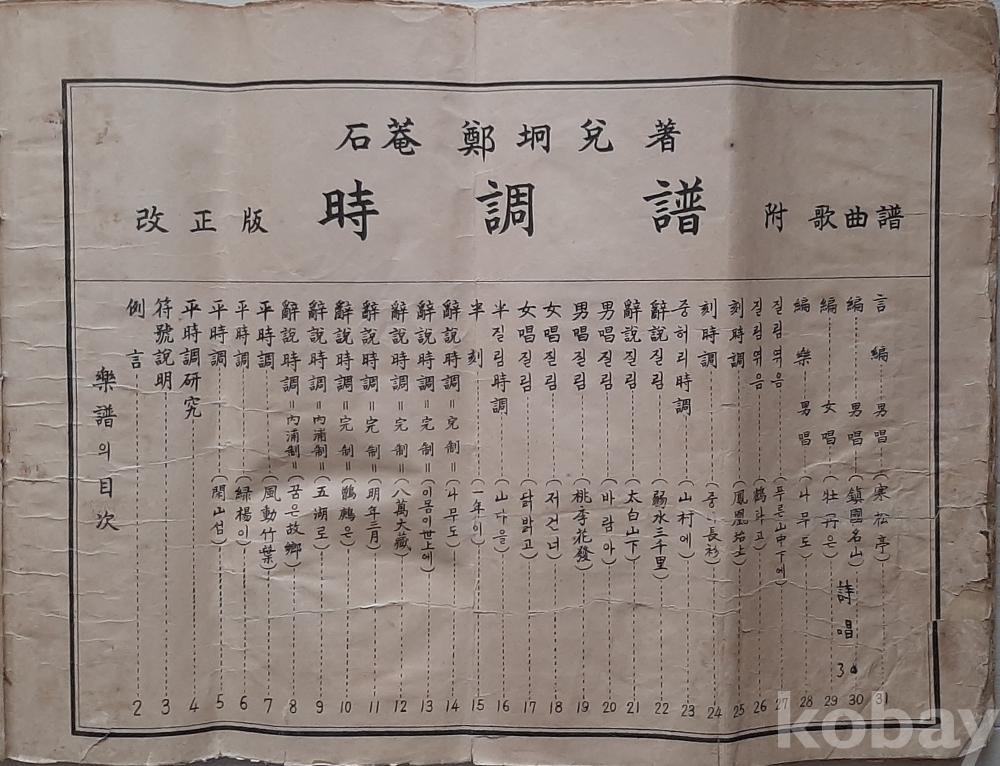 石菴 鄭坰兌 著
改正版 時調譜 附 歌曲譜
樂譜의 目次
例言 2
符號說明 3
平時調研究 4
平時調 (閑山섬) 5
平時調 (綠楊이) 6
平時調 (風動竹葉) 7
辭說時調=內浦制= (꿈은故鄕) 8
辭說時調=內浦制= (五湖로) 9
辭說時調=完制= (鶺鴒은) 10
辭說時調=完制= (明年三月) 11
辭說時調=完制= (八萬大藏) 12
辭說時調=完制= (이몸이世上에) 13
辭說時調=完制= (나무도) 14
半刻 (一年이) 15
半질림時調 (山다을) 16
女唱질림 (닭밝고) 17
女唱질림 (저건너) 18
男唱질림 (桃李花發) 19
男唱질림 (바람아) 20
辭說질림 (太白山下) 21
辭說질림 (弱水三千里) 22
중허리時調 (山村에) 23
刻時調 長衫) 24
刻時調 (鳳凰坮上) 25
질림엮음 (鶴타고) 26
질림엮음 (푸른山中下에) 27
編樂 男唱 (나무도) 28
編 女唱 (牡丹은) 29
編 男唱 (鎭國名山) 30
言編 男唱 (寒松亭) 31
詩唱 30
kobay